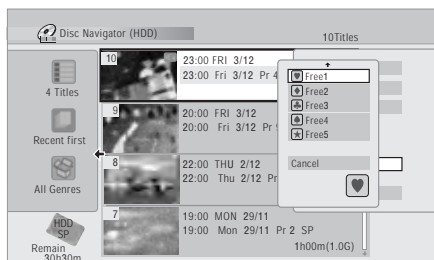 Disc Navigator (HDD)
10Titles
4 Titles
Recent first
All Genres
HDD
SP
Remain
30h30m
10
23:00 FRI 3/12
23:00 Fri 3/12 Pr 4
9
20:00 FRI 3/12
20:00 Fri 3/12 Pr
8
22:00 THU 2/12
22:00 Thu 2/12 Pr
7
19:00 MON 29/11
19:00 Mon 29/11 Pr 2 SP
1h00m(1.0G)
Free1
Free2
Free3
Free4
Free5
Cancel